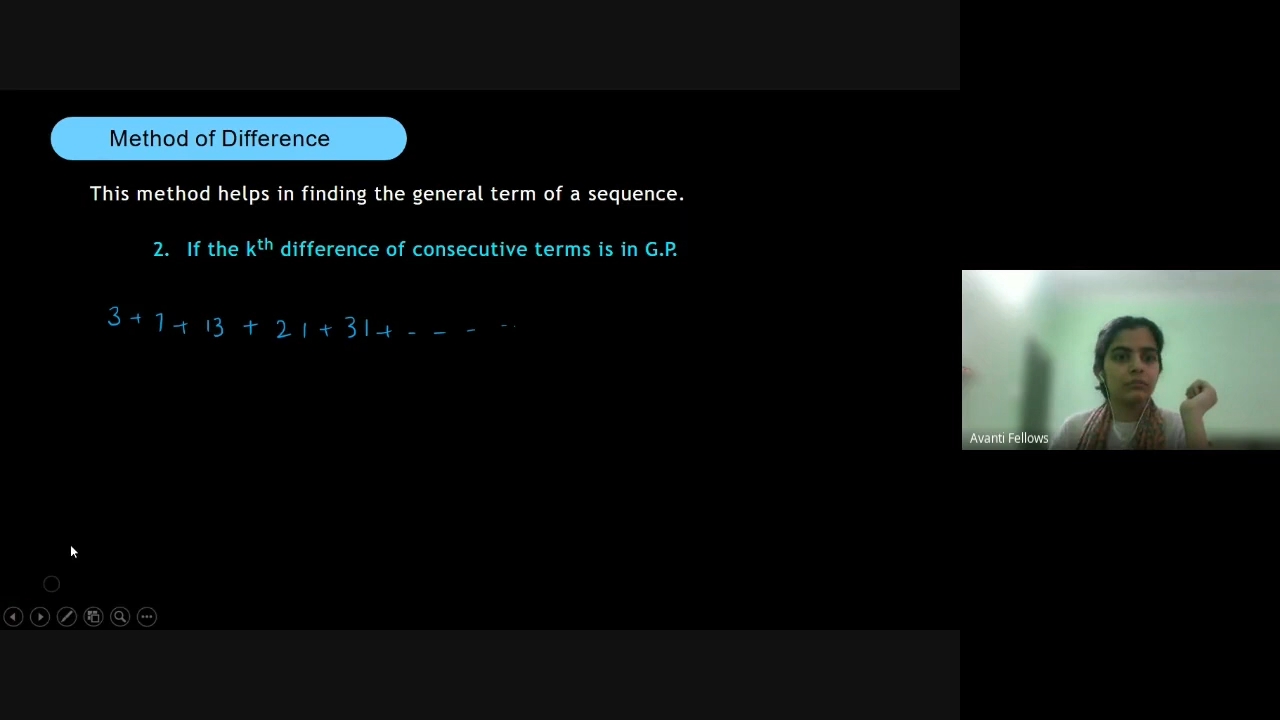 Method of Difference
This method helps in finding the general term of a sequence.
2. If the kth difference of consecutive terms is in G.P.
3 + 7 + 13 + 21 + 31 + - - - -
Avanti Fellows